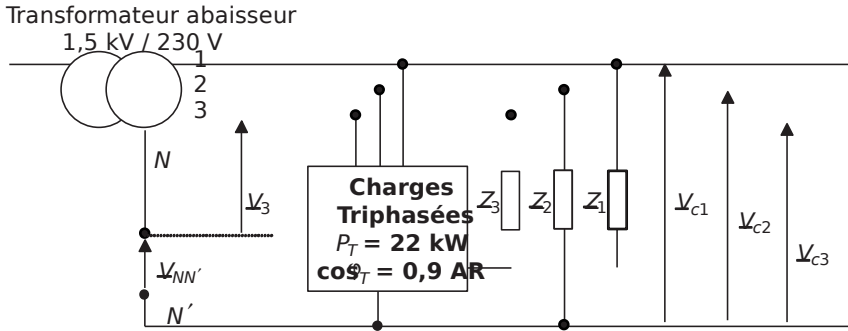 Transformateur abaisseur
1,5 kV / 230 V
1
2
3
N
V3
Charges
Triphasées
PT = 22 kW
cosφT = 0,9 AR
Z3
Z2
Z1
Vc1
Vc2
Vc3
VNN′
N′